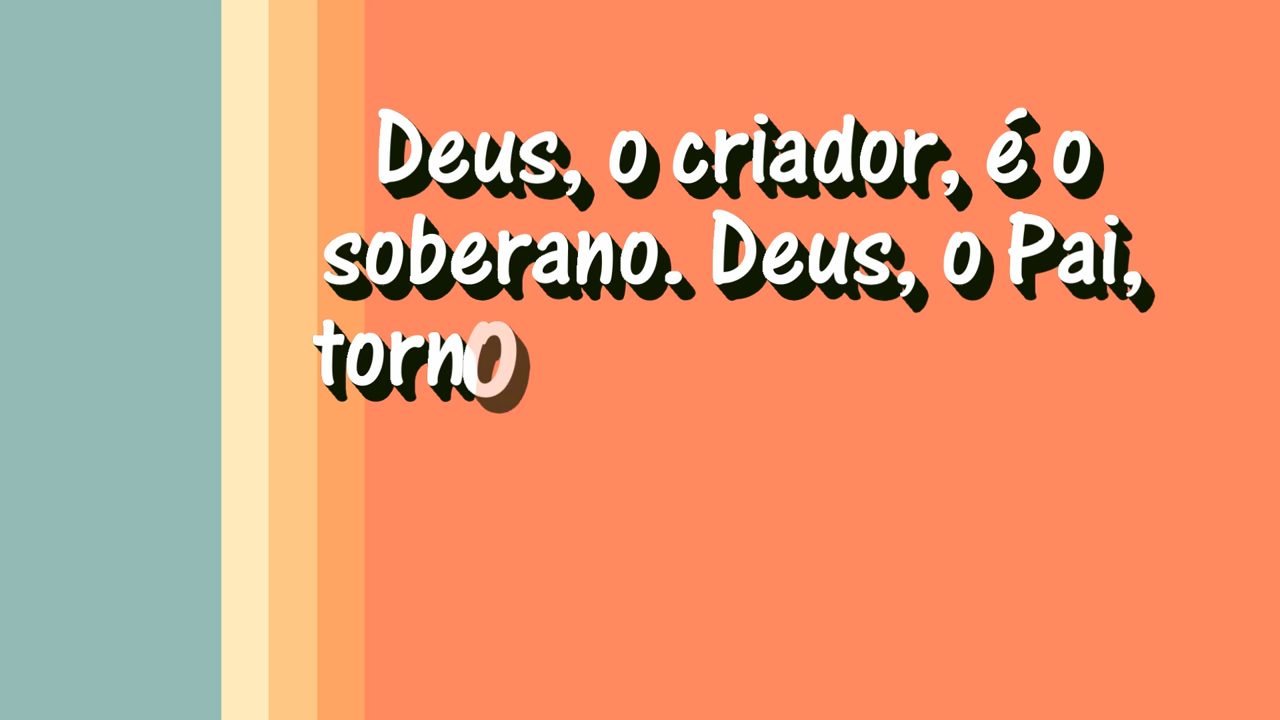 Deus, o criador, é o
soberano. Deus, o Pai,
torno